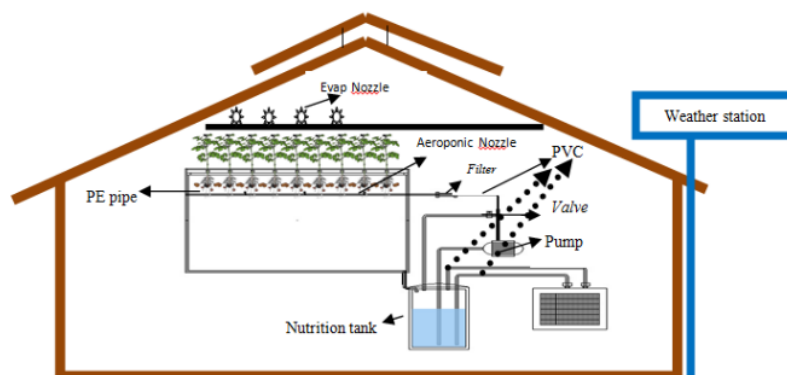 Evap Nozzle
Weather station
Aeroponic Nozzle
PVC
Filter
PE pipe
Valve
Pump
Nutrition tank